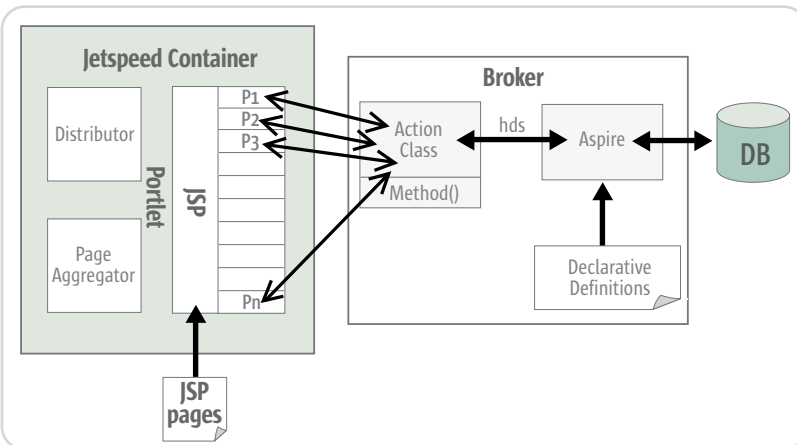 Jetspeed Container
Distributor
Page
Aggregator
Portlet
JSP
P1
P2
P3
Pn
JSP
pages
Broker
Action
Class
Method()
hds
Aspire
Declarative
Definitions
DB